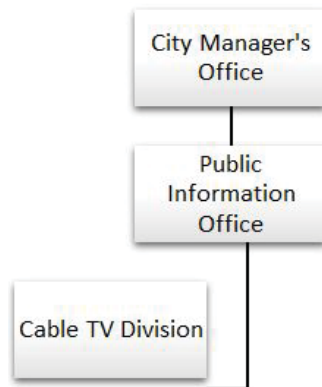 City Manager's
Office
Public
Information
Office
Cable TV Division